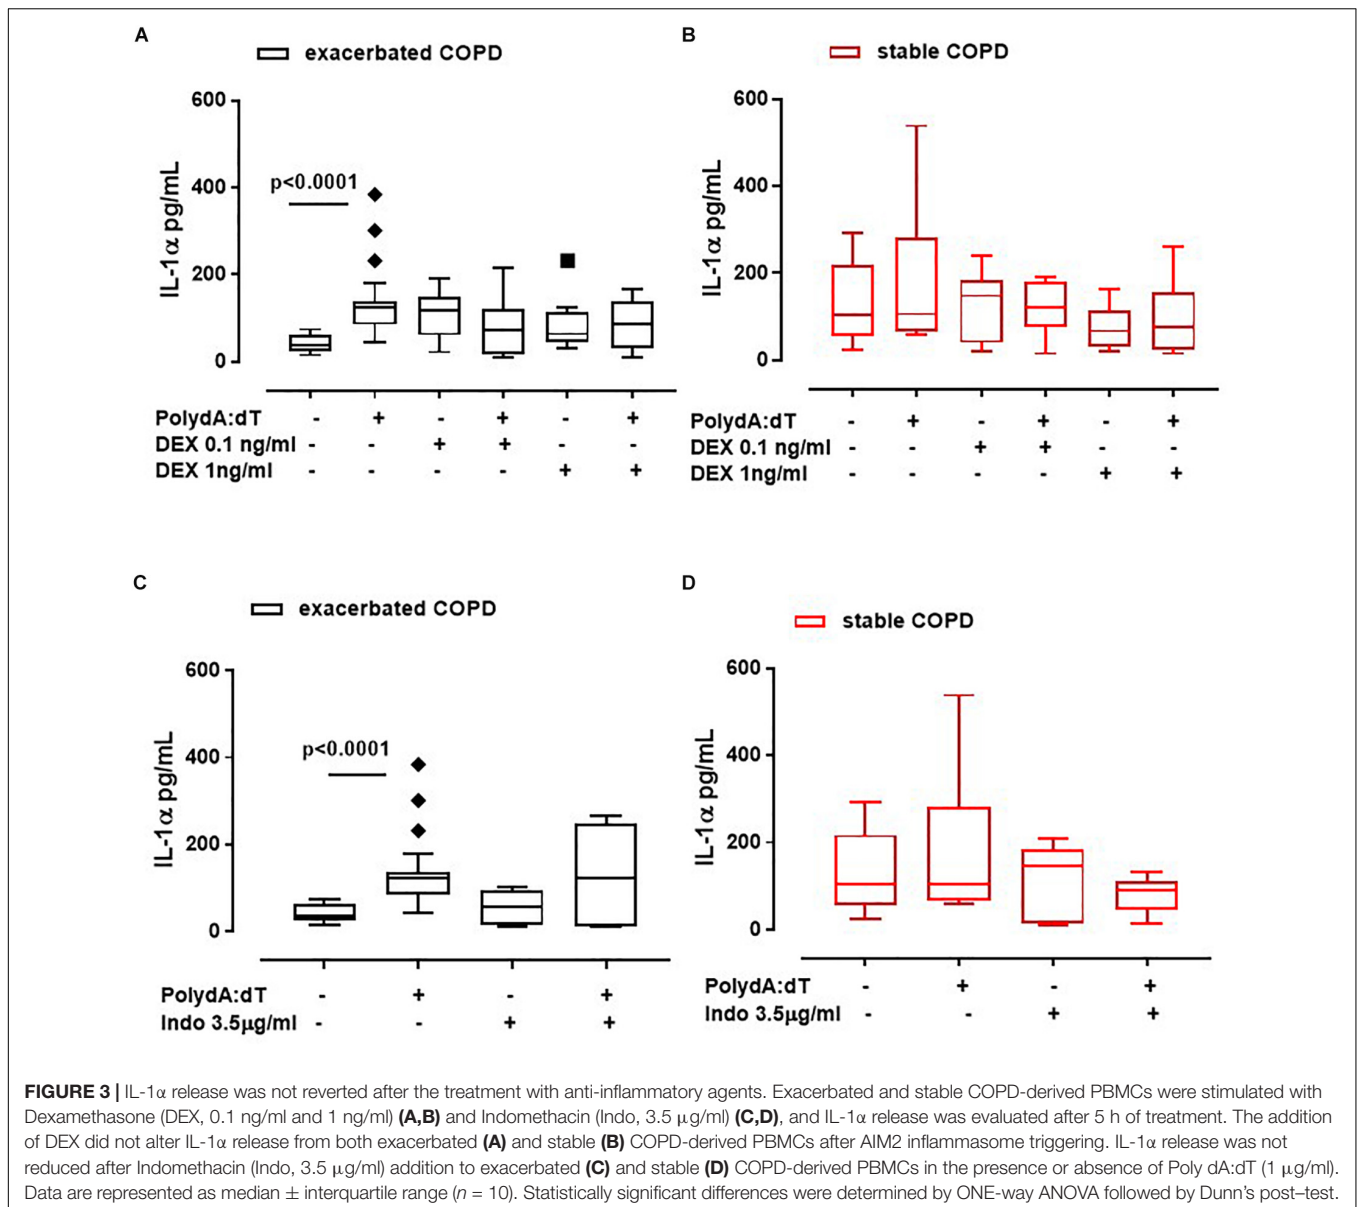 A
exacerbated COPD
600
400
200
0
IL-1α pg/mL
p<0.0001
PolydA:dT - + - + - +
DEX 0.1 ng/ml - - + + - -
DEX 1ng/ml - - - - + +
B
stable COPD
600
400
200
0
IL-1α pg/mL
PolydA:dT - + - + - +
DEX 0.1 ng/ml - - + + - -
DEX 1ng/ml - - - - + +
C
exacerbated COPD
600
400
200
0
IL-1α pg/mL
p<0.0001
PolydA:dT - + - +
Indo 3.5µg/ml - - + +
D
stable COPD
600
400
200
0
IL-1α pg/mL
PolydA:dT - + - +
Indo 3.5µg/ml - - + +
FIGURE 3 | IL-1α release was not reverted after the treatment with anti-inflammatory agents. Exacerbated and stable COPD-derived PBMCs were stimulated with
Dexamethasone (DEX, 0.1 ng/ml and 1 ng/ml) (A,B) and Indomethacin (Indo, 3.5 µg/ml) (C,D), and IL-1α release was evaluated after 5 h of treatment. The addition
of DEX did not alter IL-1α release from both exacerbated (A) and stable (B) COPD-derived PBMCs after AIM2 inflammasome triggering. IL-1α release was not
reduced after Indomethacin (Indo, 3.5 µg/ml) addition to exacerbated (C) and stable (D) COPD-derived PBMCs in the presence or absence of Poly dA:dT (1 µg/ml).
Data are represented as median ± interquartile range (n = 10). Statistically significant differences were determined by ONE-way ANOVA followed by Dunn's post–test.